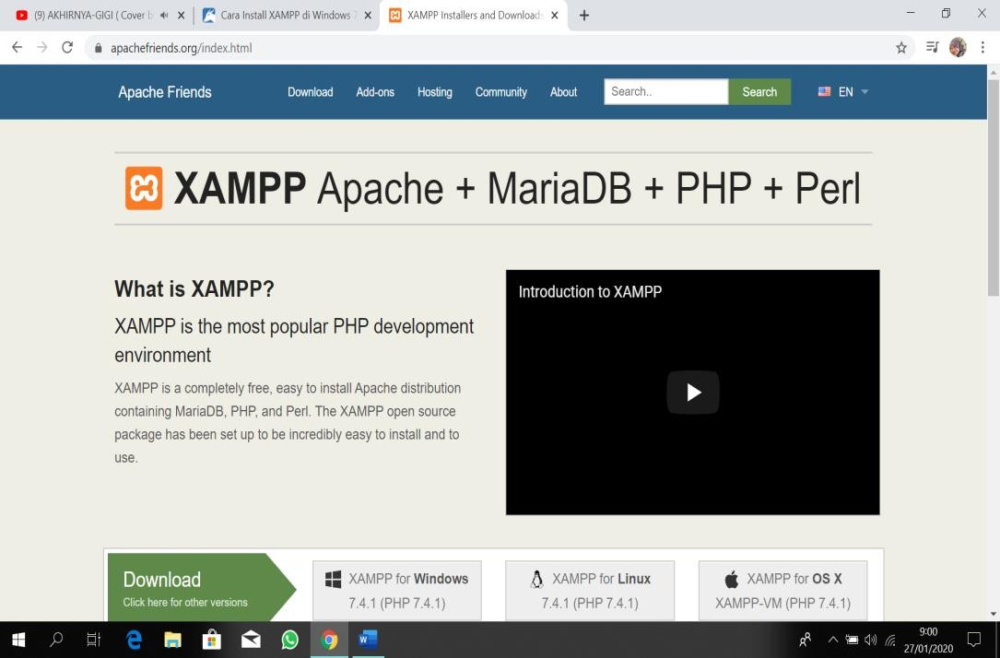 (9) AKHIRNYA-GIGI ( Cover b
Cara Install XAMPP di Windows 7
XAMPP Installers and Downloads
apachefriends.org/index.html
Apache Friends
Download
Add-ons
Hosting
Community
About
Search..
Search
EN
XAMPP Apache + MariaDB + PHP + Perl
What is XAMPP?
XAMPP is the most popular PHP development
environment
XAMPP is a completely free, easy to install Apache distribution
containing MariaDB, PHP, and Perl. The XAMPP open source
package has been set up to be incredibly easy to install and to
use.
Introduction to XAMPP
Download
Click here for other versions
XAMPP for Windows
7.4.1 (PHP 7.4.1)
XAMPP for Linux
7.4.1 (PHP 7.4.1)
XAMPP for OS X
XAMPP-VM (PHP 7.4.1)
9:00
27/01/2020